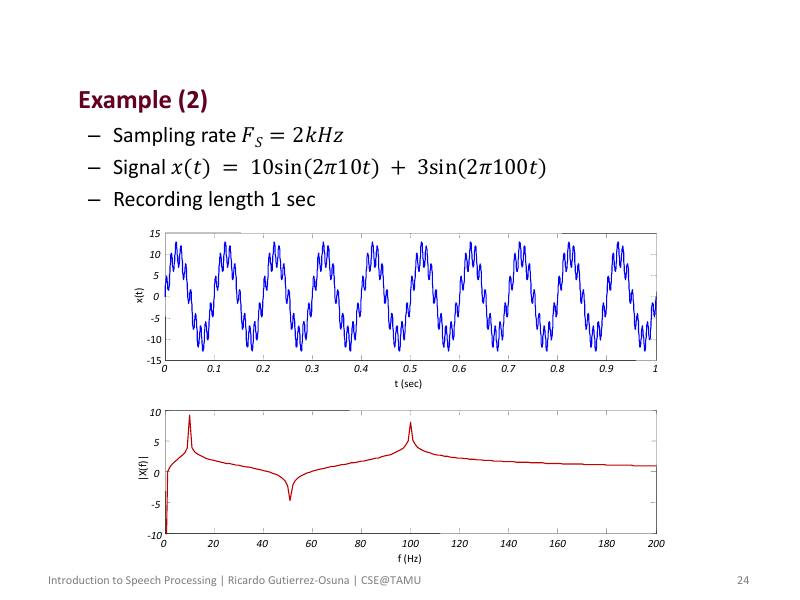 Example (2)
– Sampling rate F_S = 2kHz
– Signal x(t) = 10sin(2π10t) + 3sin(2π100t)
– Recording length 1 sec
15
10
5
0
-5
-10
-15
x(t)
0 0.1 0.2 0.3 0.4 0.5 0.6 0.7 0.8 0.9 1
t (sec)
10
5
0
-5
-10
|X(f)|
0 20 40 60 80 100 120 140 160 180 200
f (Hz)
Introduction to Speech Processing | Ricardo Gutierrez-Osuna | CSE@TAMU 24